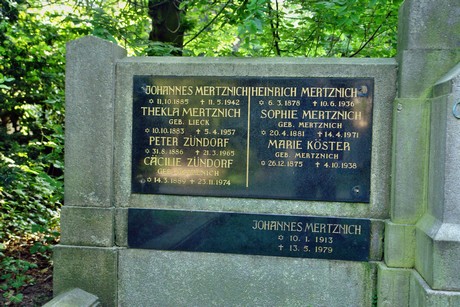 JOHANNES MERTZNICH
✡ 11.10.1885 ✝ 11.5.1942
THEKLA MERTZNICH
GEB. LIECK
✡ 10.10.1883 ✝ 5.4.1957
PETER ZÜNDORF
✡ 31.8.1886 ✝ 21.3.1965
CÄCILIE ZÜNDORF
GEB. MERTZNICH
✡ 14.3.1894 ✝ 23.11.1974
HEINRICH MERTZNICH
✡ 6.3.1878 ✝ 10.6.1936
SOPHIE MERTZNICH
GEB. MERTZNICH
✡ 20.4.1881 ✝ 14.4.1971
MARIE KÖSTER
GEB. MERTZNICH
✡ 26.12.1875 ✝ 4.10.1938
JOHANNES MERTZNICH
✡ 10.1.1913
✝ 13.5.1979